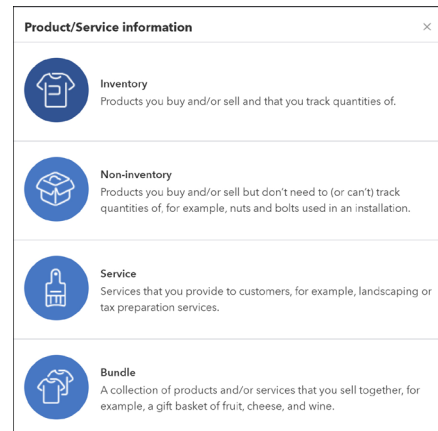 Product/Service information
Inventory
Products you buy and/or sell and that you track quantities of.
Non-inventory
Products you buy and/or sell but don't need to (or can't) track
quantities of, for example, nuts and bolts used in an installation.
Service
Services that you provide to customers, for example, landscaping or
tax preparation services.
Bundle
A collection of products and/or services that you sell together, for
example, a gift basket of fruit, cheese, and wine.